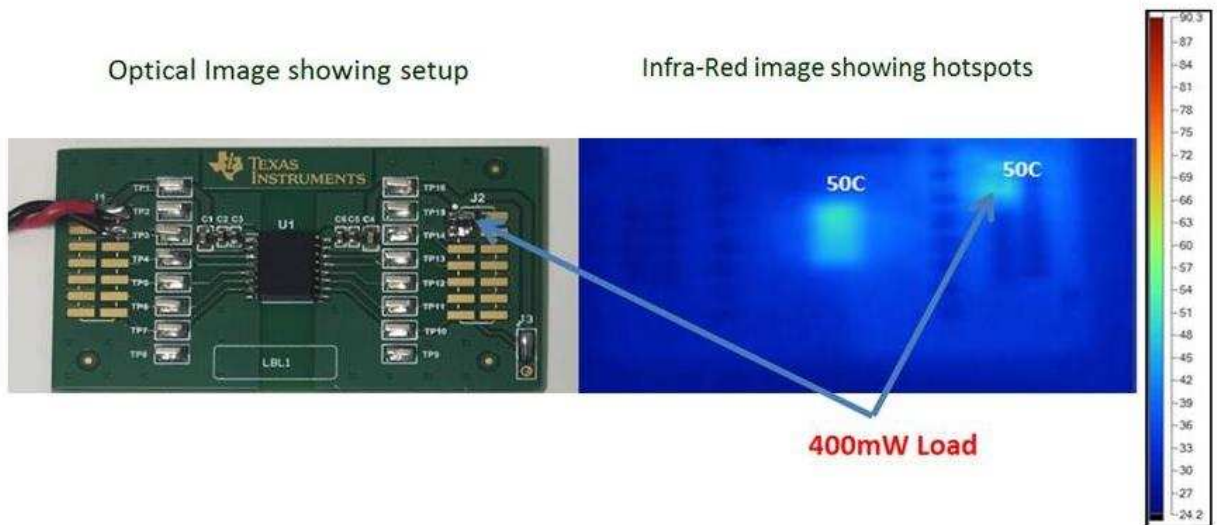 Optical Image showing setup
Infra-Red image showing hotspots
TEXAS
INSTRUMENTS
J1
TP1
TP2
TP3
TP4
TP5
TP6
TP7
TP8
C1 C2 C3
U1
C6 C5 C4
TP16
TP15
TP14
TP13
TP12
TP11
TP10
TP9
J2
J3
LBL1
50C
50C
400mW Load
90.3
87
84
81
78
75
72
69
66
63
60
57
54
51
48
45
42
39
36
33
30
27
24.2